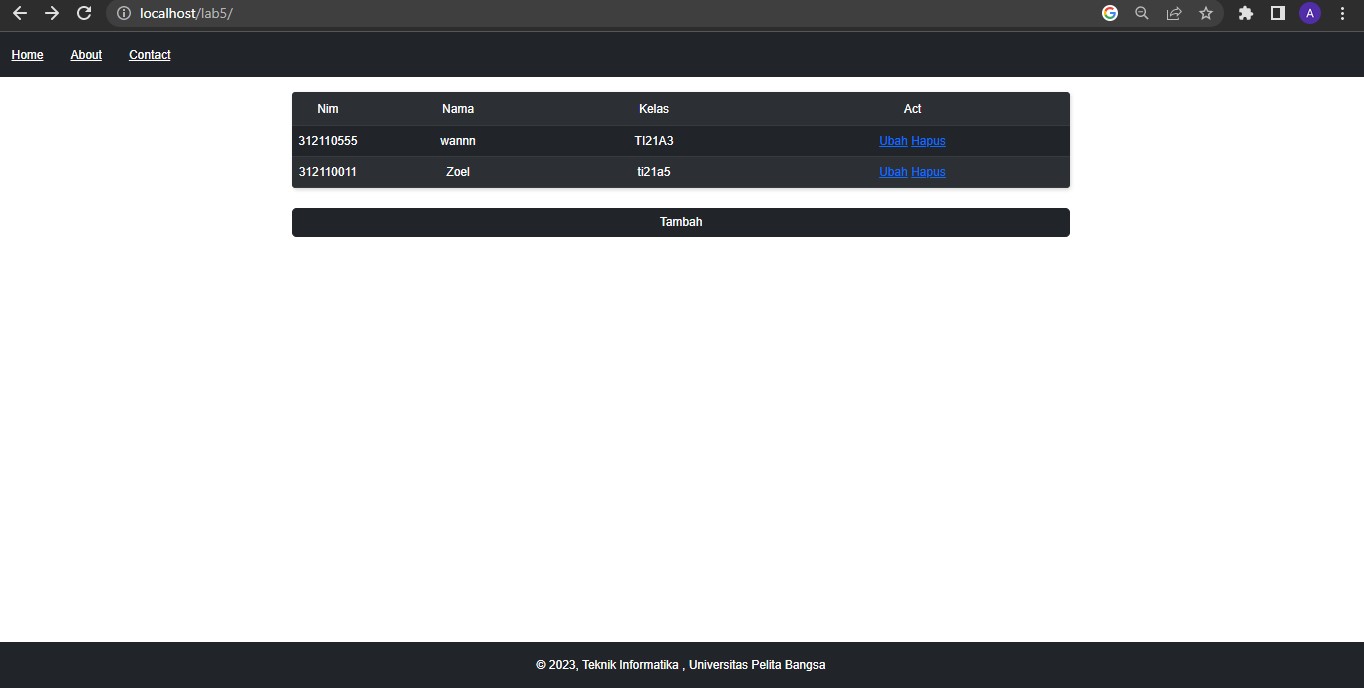 localhost/lab5/
A
Home About Contact
Nim Nama Kelas Act
312110555 wannn TI21A3 Ubah Hapus
312110011 Zoel ti21a5 Ubah Hapus
Tambah
© 2023, Teknik Informatika , Universitas Pelita Bangsa